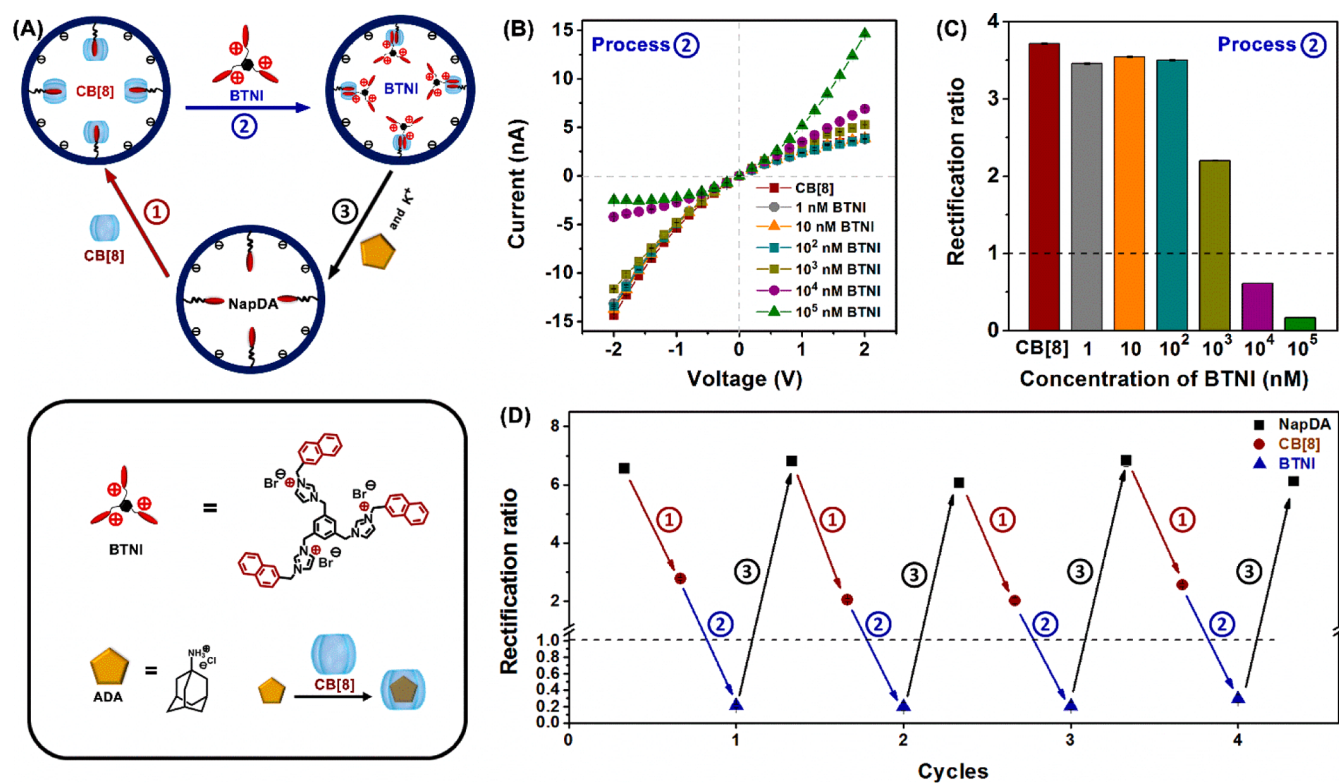 (A)
CB[8]
BTNI
②
BTNI
①
CB[8]
③
and K⁺
NapDA
BTNI
=
Br⊖
Br⊖
Br⊖
N
N
N
N
N
N
ADA
=
NH₃⊕
⊖Cl
CB[8]
(B)
Process ②
Current (nA)
15
10
5
0
-5
-10
-15
-2
-1
0
1
2
Voltage (V)
CB[8]
1 nM BTNI
10 nM BTNI
10² nM BTNI
10³ nM BTNI
10⁴ nM BTNI
10⁵ nM BTNI
(C)
Process ②
Rectification ratio
4
3
2
1
0
CB[8] 1 10 10² 10³ 10⁴ 10⁵
Concentration of BTNI (nM)
(D)
NapDA
CB[8]
BTNI
Rectification ratio
8
6
4
2
1.0
0.8
0.6
0.4
0.2
0.0
① ② ③ ① ② ③ ① ② ③ ① ② ③
0 1 2 3 4
Cycles